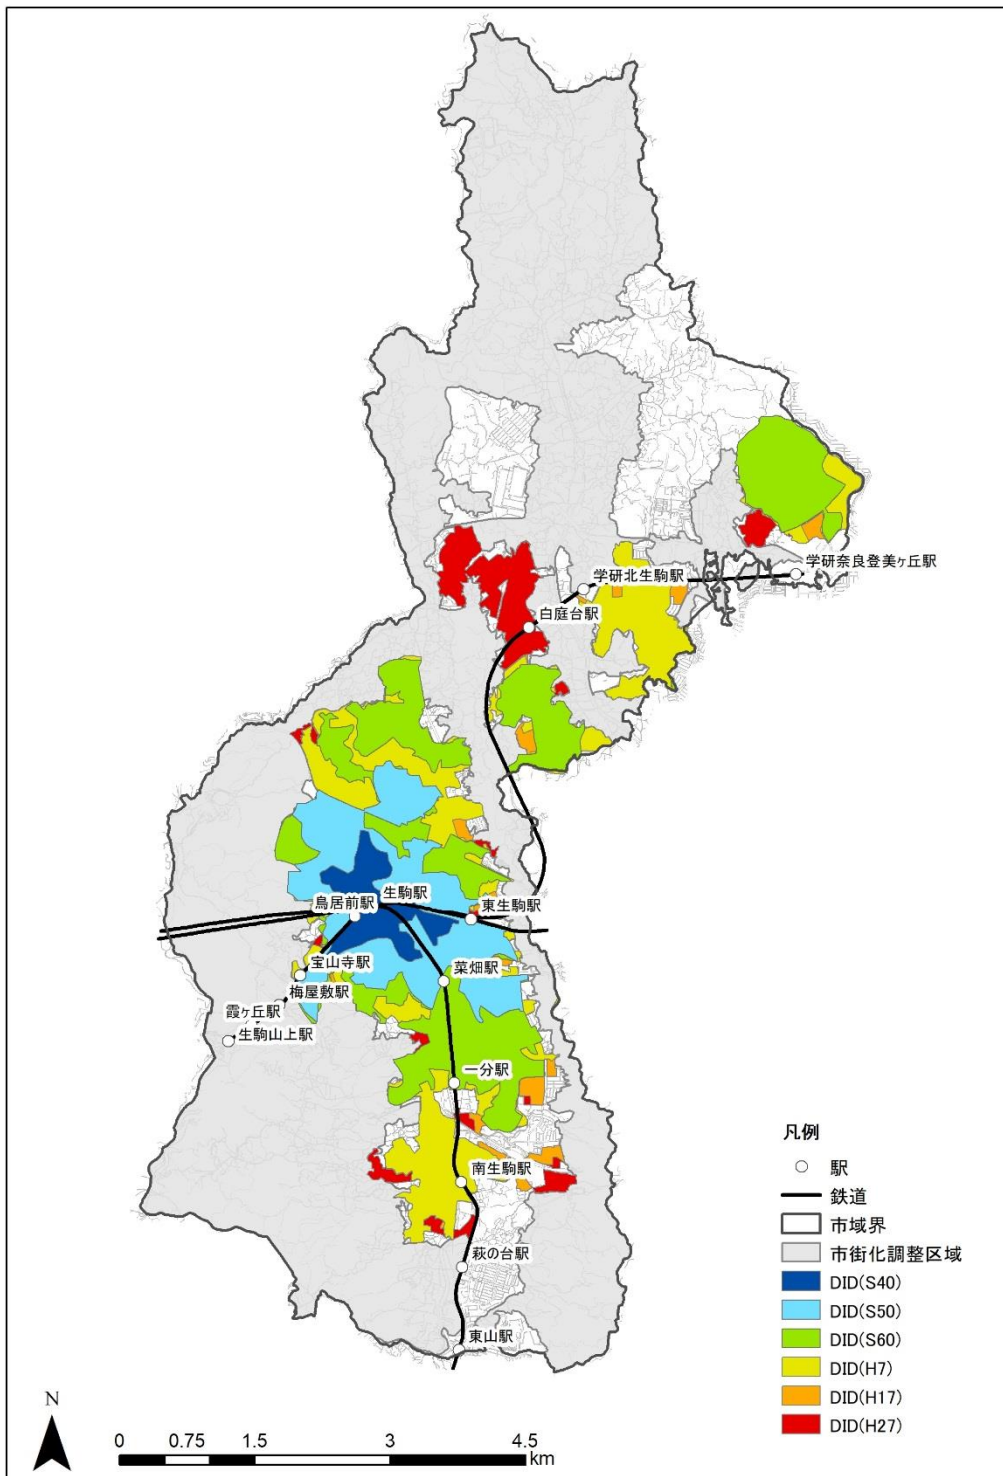 学研奈良登美ヶ丘駅
学研北生駒駅
白庭台駅
生駒駅
鳥居前駅
東生駒駅
宝山寺駅
菜畑駅
梅屋敷駅
霞ヶ丘駅
生駒山上駅
一分駅
南生駒駅
萩の台駅
東山駅
凡例
駅
鉄道
市域界
市街化調整区域
DID(S40)
DID(S50)
DID(S60)
DID(H7)
DID(H17)
DID(H27)
N
0 0.75 1.5 3 4.5
km